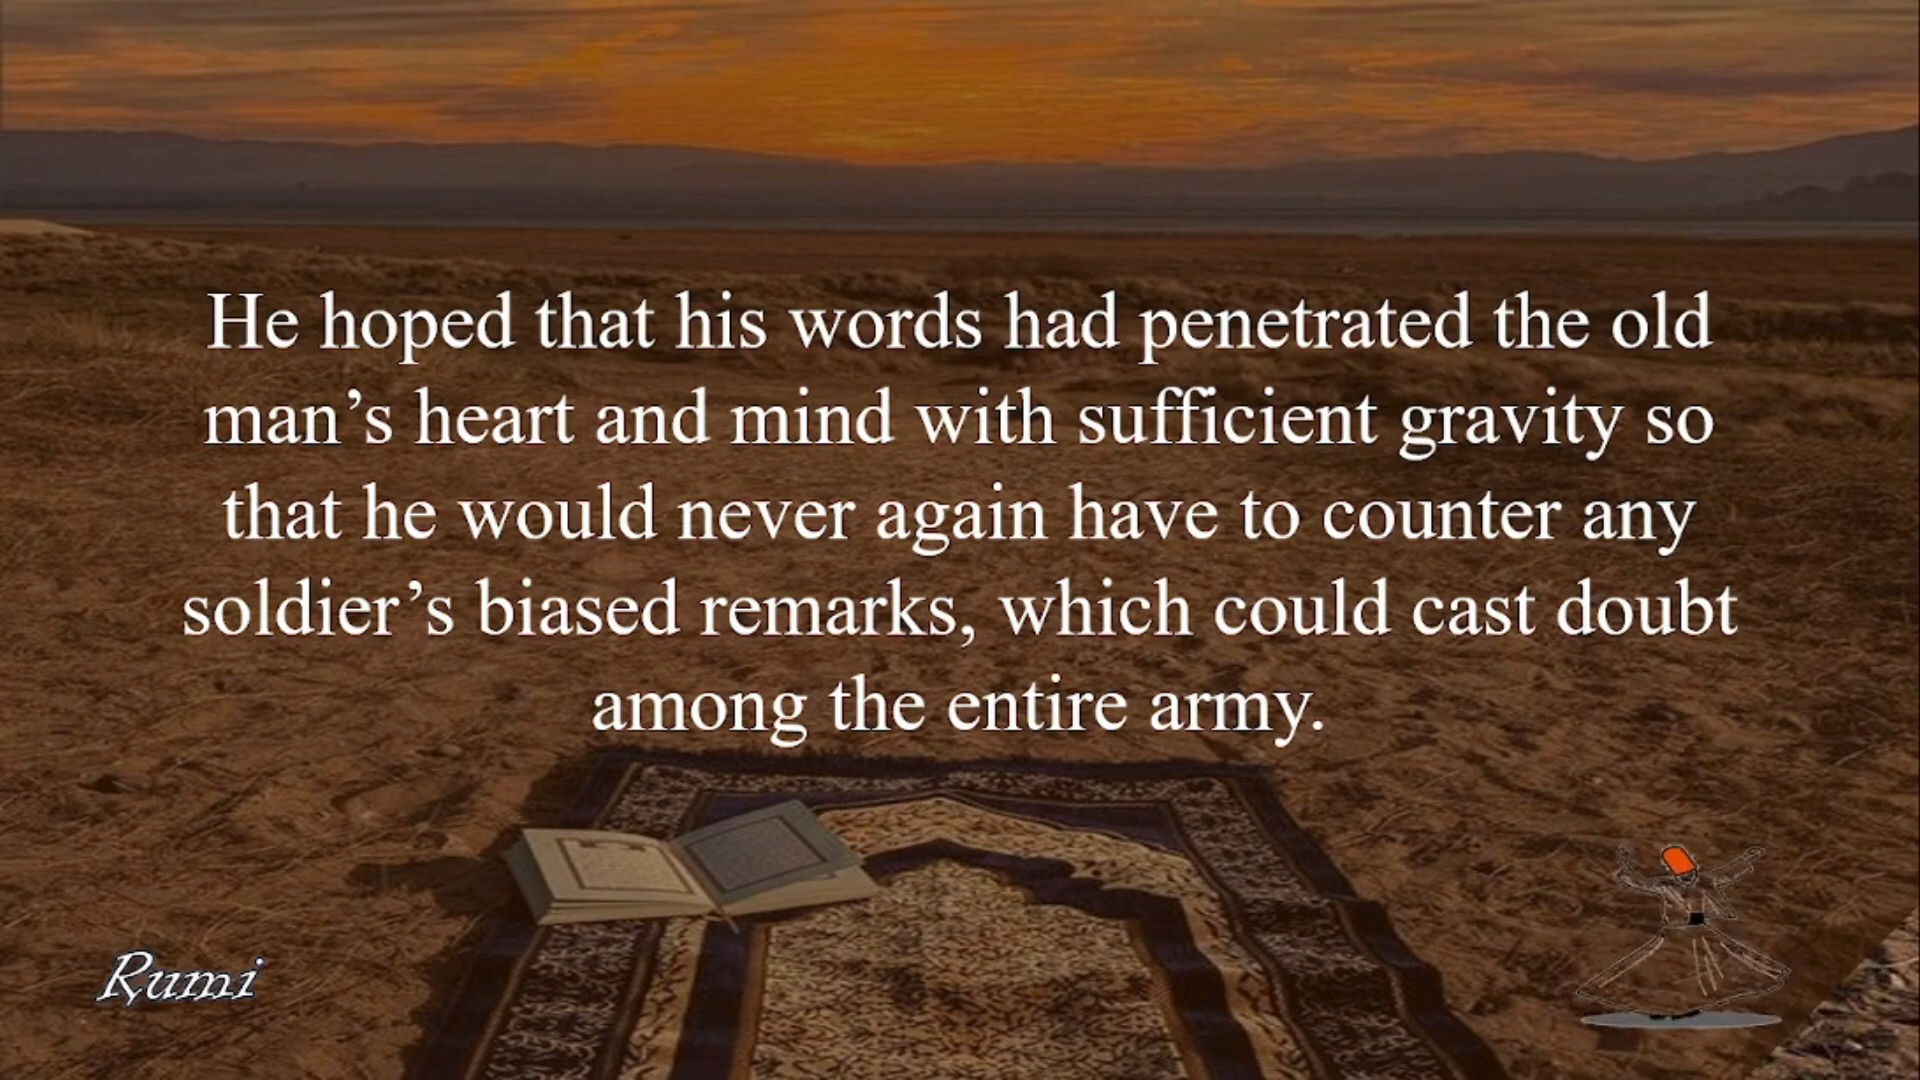 He hoped that his words had penetrated the old
man’s heart and mind with sufficient gravity so
that he would never again have to counter any
soldier’s biased remarks, which could cast doubt
among the entire army.
Rumi